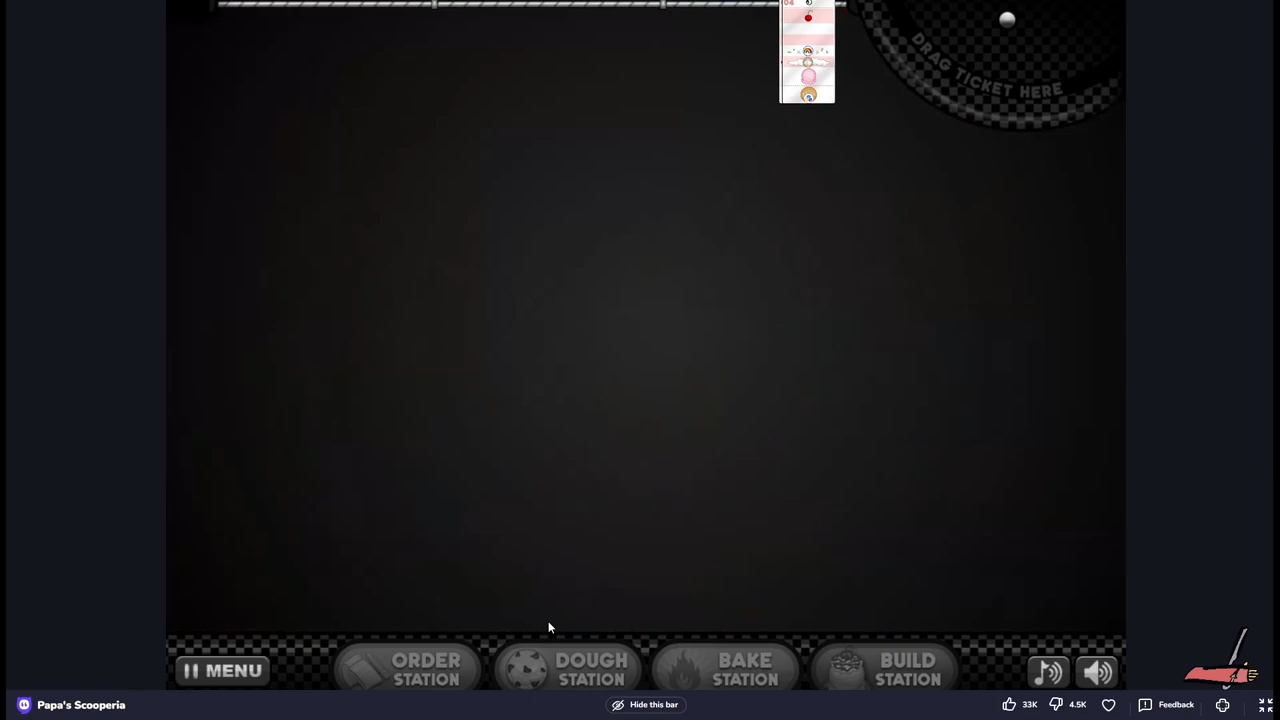 04
DRAG TICKET HERE
MENU
ORDER
STATION
DOUGH
STATION
BAKE
STATION
BUILD
STATION
Papa's Scooperia
Hide this bar
33K
4.5K
Feedback